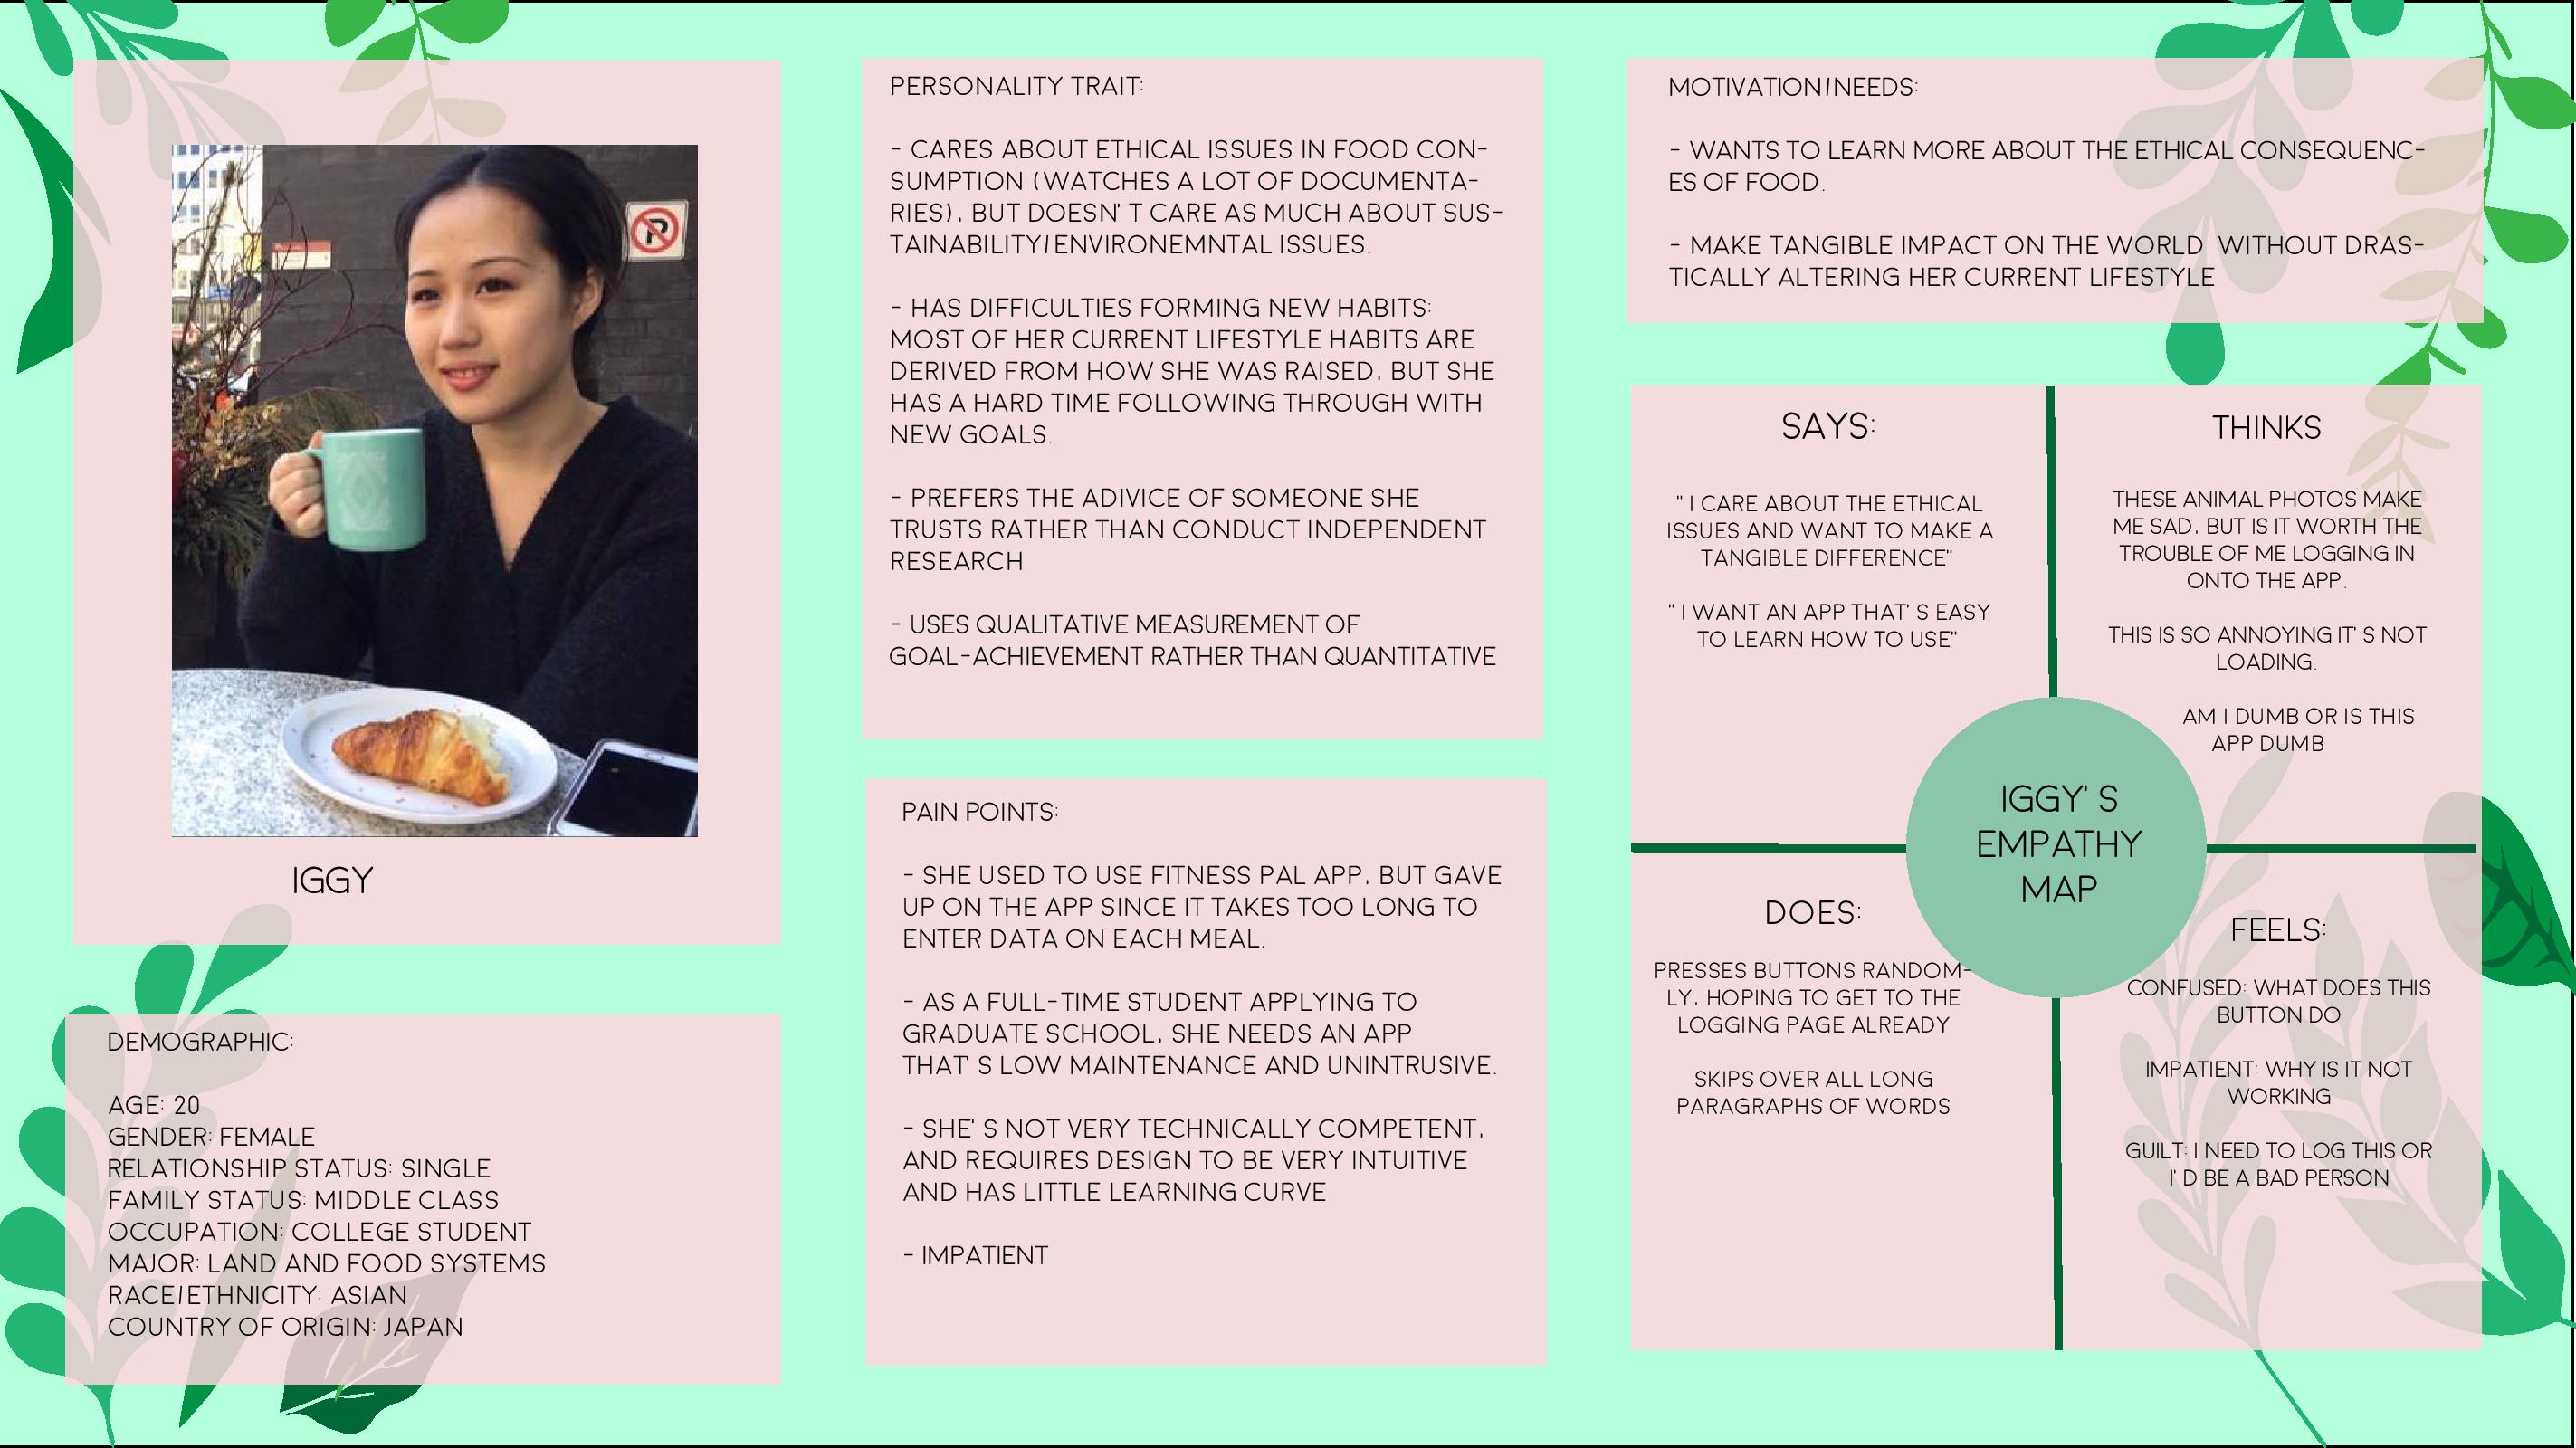 IGGY
DEMOGRAPHIC:
AGE: 20
GENDER: FEMALE
RELATIONSHIP STATUS: SINGLE
FAMILY STATUS: MIDDLE CLASS
OCCUPATION: COLLEGE STUDENT
MAJOR: LAND AND FOOD SYSTEMS
RACE/ETHNICITY: ASIAN
COUNTRY OF ORIGIN: JAPAN
PERSONALITY TRAIT:
- CARES ABOUT ETHICAL ISSUES IN FOOD CON-
SUMPTION (WATCHES A LOT OF DOCUMENTA-
RIES), BUT DOESN'T CARE AS MUCH ABOUT SUS-
TAINABILITY/ENVIRONEMNTAL ISSUES.
- HAS DIFFICULTIES FORMING NEW HABITS:
MOST OF HER CURRENT LIFESTYLE HABITS ARE
DERIVED FROM HOW SHE WAS RAISED, BUT SHE
HAS A HARD TIME FOLLOWING THROUGH WITH
NEW GOALS.
- PREFERS THE ADIVICE OF SOMEONE SHE
TRUSTS RATHER THAN CONDUCT INDEPENDENT
RESEARCH
- USES QUALITATIVE MEASUREMENT OF
GOAL-ACHIEVEMENT RATHER THAN QUANTITATIVE
PAIN POINTS:
- SHE USED TO USE FITNESS PAL APP, BUT GAVE
UP ON THE APP SINCE IT TAKES TOO LONG TO
ENTER DATA ON EACH MEAL.
- AS A FULL-TIME STUDENT APPLYING TO
GRADUATE SCHOOL, SHE NEEDS AN APP
THAT'S LOW MAINTENANCE AND UNINTRUSIVE.
- SHE'S NOT VERY TECHNICALLY COMPETENT,
AND REQUIRES DESIGN TO BE VERY INTUITIVE
AND HAS LITTLE LEARNING CURVE
- IMPATIENT
MOTIVATION/NEEDS:
- WANTS TO LEARN MORE ABOUT THE ETHICAL CONSEQUENC-
ES OF FOOD.
- MAKE TANGIBLE IMPACT ON THE WORLD WITHOUT DRAS-
TICALLY ALTERING HER CURRENT LIFESTYLE
SAYS:
"I CARE ABOUT THE ETHICAL
ISSUES AND WANT TO MAKE A
TANGIBLE DIFFERENCE"
"I WANT AN APP THAT'S EASY
TO LEARN HOW TO USE"
THINKS
THESE ANIMAL PHOTOS MAKE
ME SAD, BUT IS IT WORTH THE
TROUBLE OF ME LOGGING IN
ONTO THE APP.
THIS IS SO ANNOYING IT'S NOT
LOADING.
AM I DUMB OR IS THIS
APP DUMB
IGGY'S
EMPATHY
MAP
DOES:
PRESSES BUTTONS RANDOM-
LY, HOPING TO GET TO THE
LOGGING PAGE ALREADY
SKIPS OVER ALL LONG
PARAGRAPHS OF WORDS
FEELS:
CONFUSED: WHAT DOES THIS
BUTTON DO
IMPATIENT: WHY IS IT NOT
WORKING
GUILT: I NEED TO LOG THIS OR
I'D BE A BAD PERSON